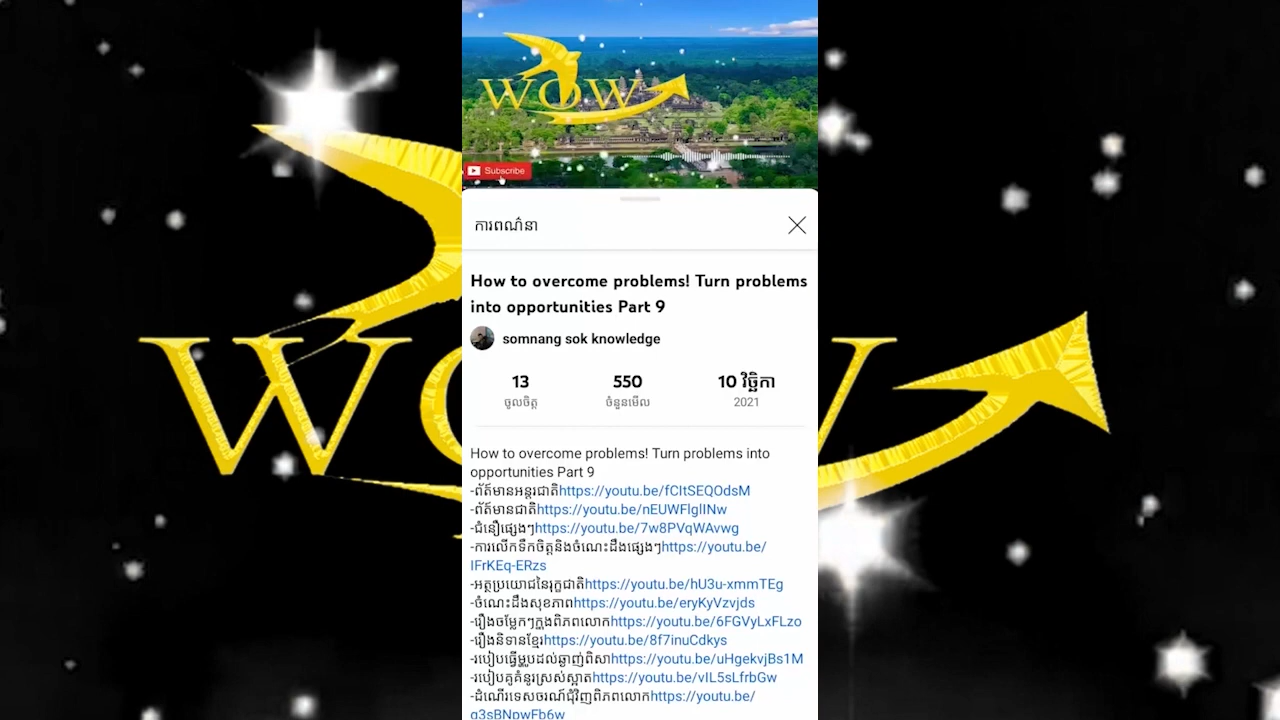 WOW
Subscribe
ការពណ៌នា
How to overcome problems! Turn problems
into opportunities Part 9
somnang sok knowledge
13 550 10 វិច្ឆិកា
ចូលចិត្ត ចំនួនមើល 2021
How to overcome problems! Turn problems into
opportunities Part 9
-ព័ត៍មានអន្តរជាតិhttps://youtu.be/fCItSEQOdsM
-ព័ត៍មានជាតិhttps://youtu.be/nEUWFlglINw
-ជំនឿផ្សេងៗhttps://youtu.be/7w8PVqWAvwg
-ការលើកទឹកចិត្តនិងចំណេះដឹងផ្សេងៗhttps://youtu.be/
IFrKEq-ERzs
-អត្ថប្រយោជនៃរុក្ខជាតិhttps://youtu.be/hU3u-xmmTEg
-ចំណេះដឹងសុខភាពhttps://youtu.be/eryKyVzvjds
-រឿងចម្លែកៗក្នុងពិភពលោកhttps://youtu.be/6FGVyLxFLzo
-រឿងនិទានខ្មែរhttps://youtu.be/8f7inuCdkys
-របៀបធ្វើម្ហូបដល់ឆ្ងាញ់ពិសាhttps://youtu.be/uHgekvjBs1M
-របៀបគូគំនូរស្រស់ស្អាតhttps://youtu.be/vIL5sLfrbGw
-ដំណើរទេសចរណ៍ជុំវិញពិភពលោកhttps://youtu.be/
g3sBNpwFb6w